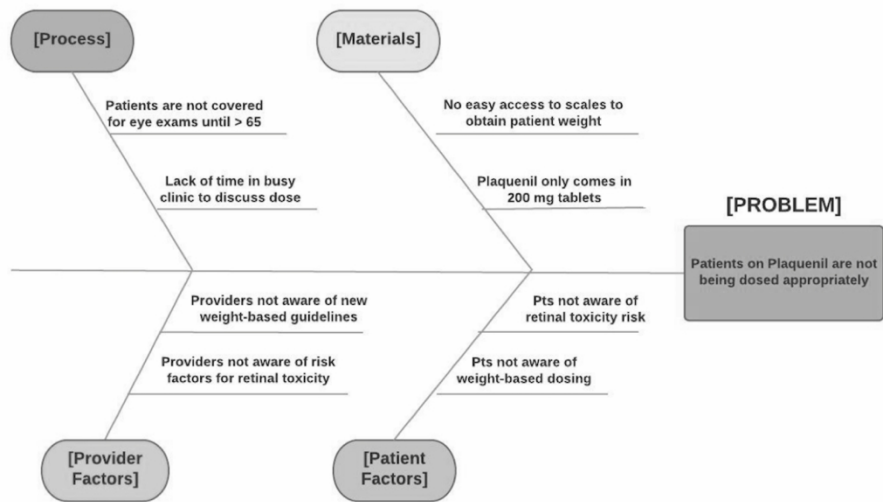 [Process]
[Materials]
Patients are not covered
for eye exams until > 65
No easy access to scales to
obtain patient weight
Lack of time in busy
clinic to discuss dose
Plaquenil only comes in
200 mg tablets
[PROBLEM]
Patients on Plaquenil are not
being dosed appropriately
Providers not aware of new
weight-based guidelines
Pts not aware of
retinal toxicity risk
Providers not aware of risk
factors for retinal toxicity
Pts not aware of
weight-based dosing
[Provider
Factors]
[Patient
Factors]